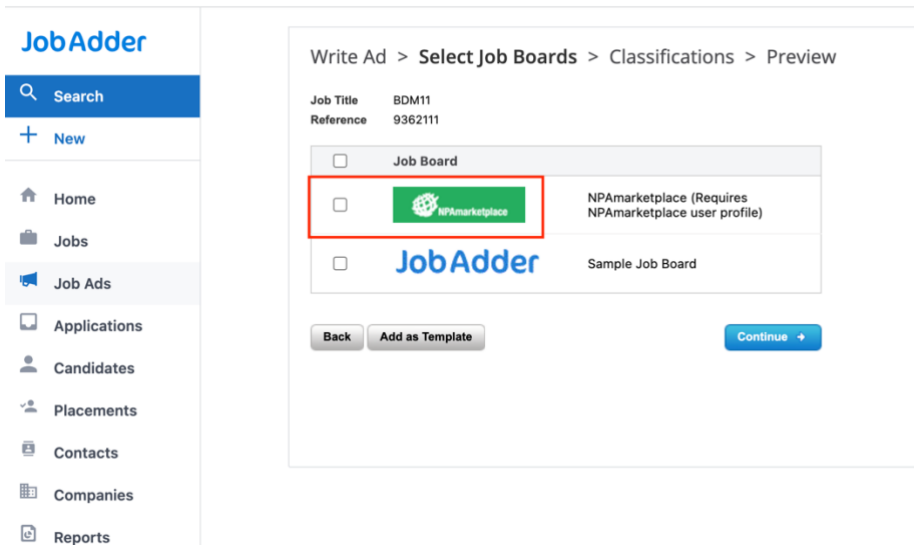 JobAdder
Search
New
Home
Jobs
Job Ads
Applications
Candidates
Placements
Contacts
Companies
Reports
Write Ad > Select Job Boards > Classifications > Preview
Job Title BDM11
Reference 9362111
Job Board
NPAmarketplace
NPAmarketplace (Requires
NPAmarketplace user profile)
JobAdder
Sample Job Board
Back
Add as Template
Continue →